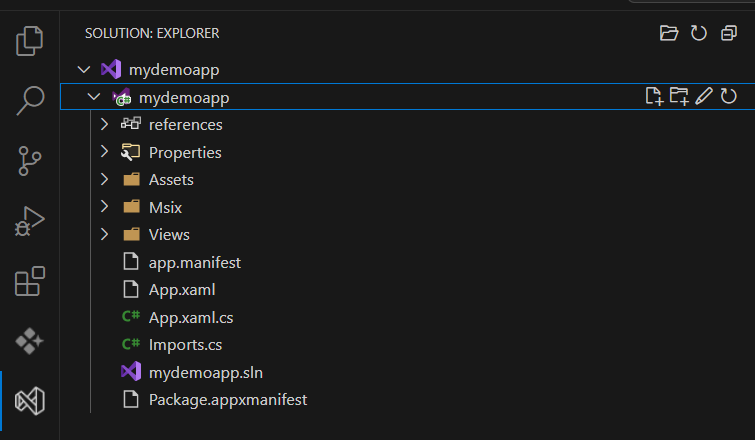 SOLUTION: EXPLORER
mydemoapp
mydemoapp
references
Properties
Assets
Msix
Views
app.manifest
App.xaml
C# App.xaml.cs
C# Imports.cs
mydemoapp.sln
Package.appxmanifest